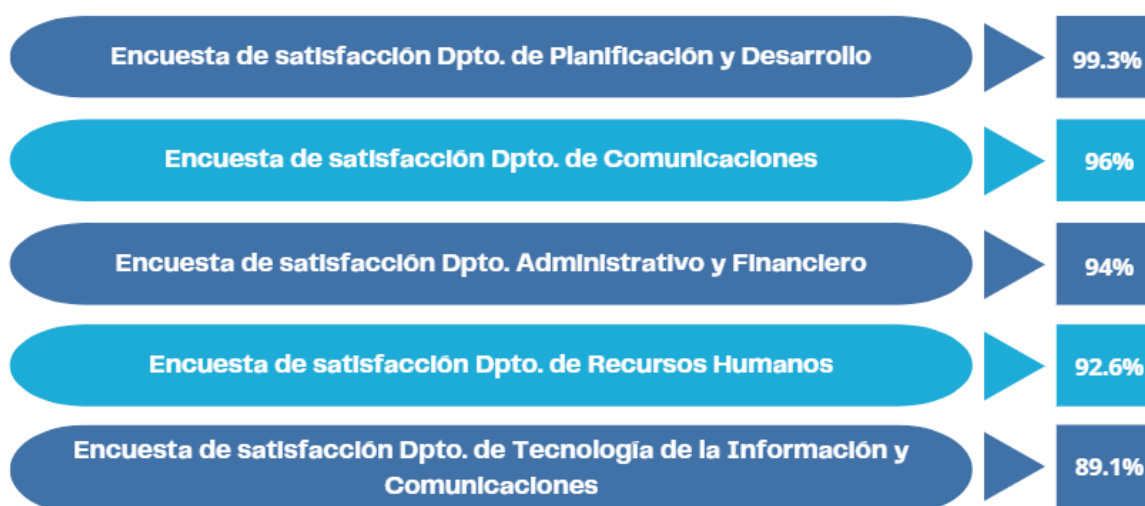 Encuesta de satisfacción Dpto. de Planificación y Desarrollo
99.3%
Encuesta de satisfacción Dpto. de Comunicaciones
96%
Encuesta de satisfacción Dpto. Administrativo y Financiero
94%
Encuesta de satisfacción Dpto. de Recursos Humanos
92.6%
Encuesta de satisfacción Dpto. de Tecnología de la Información y
Comunicaciones
89.1%